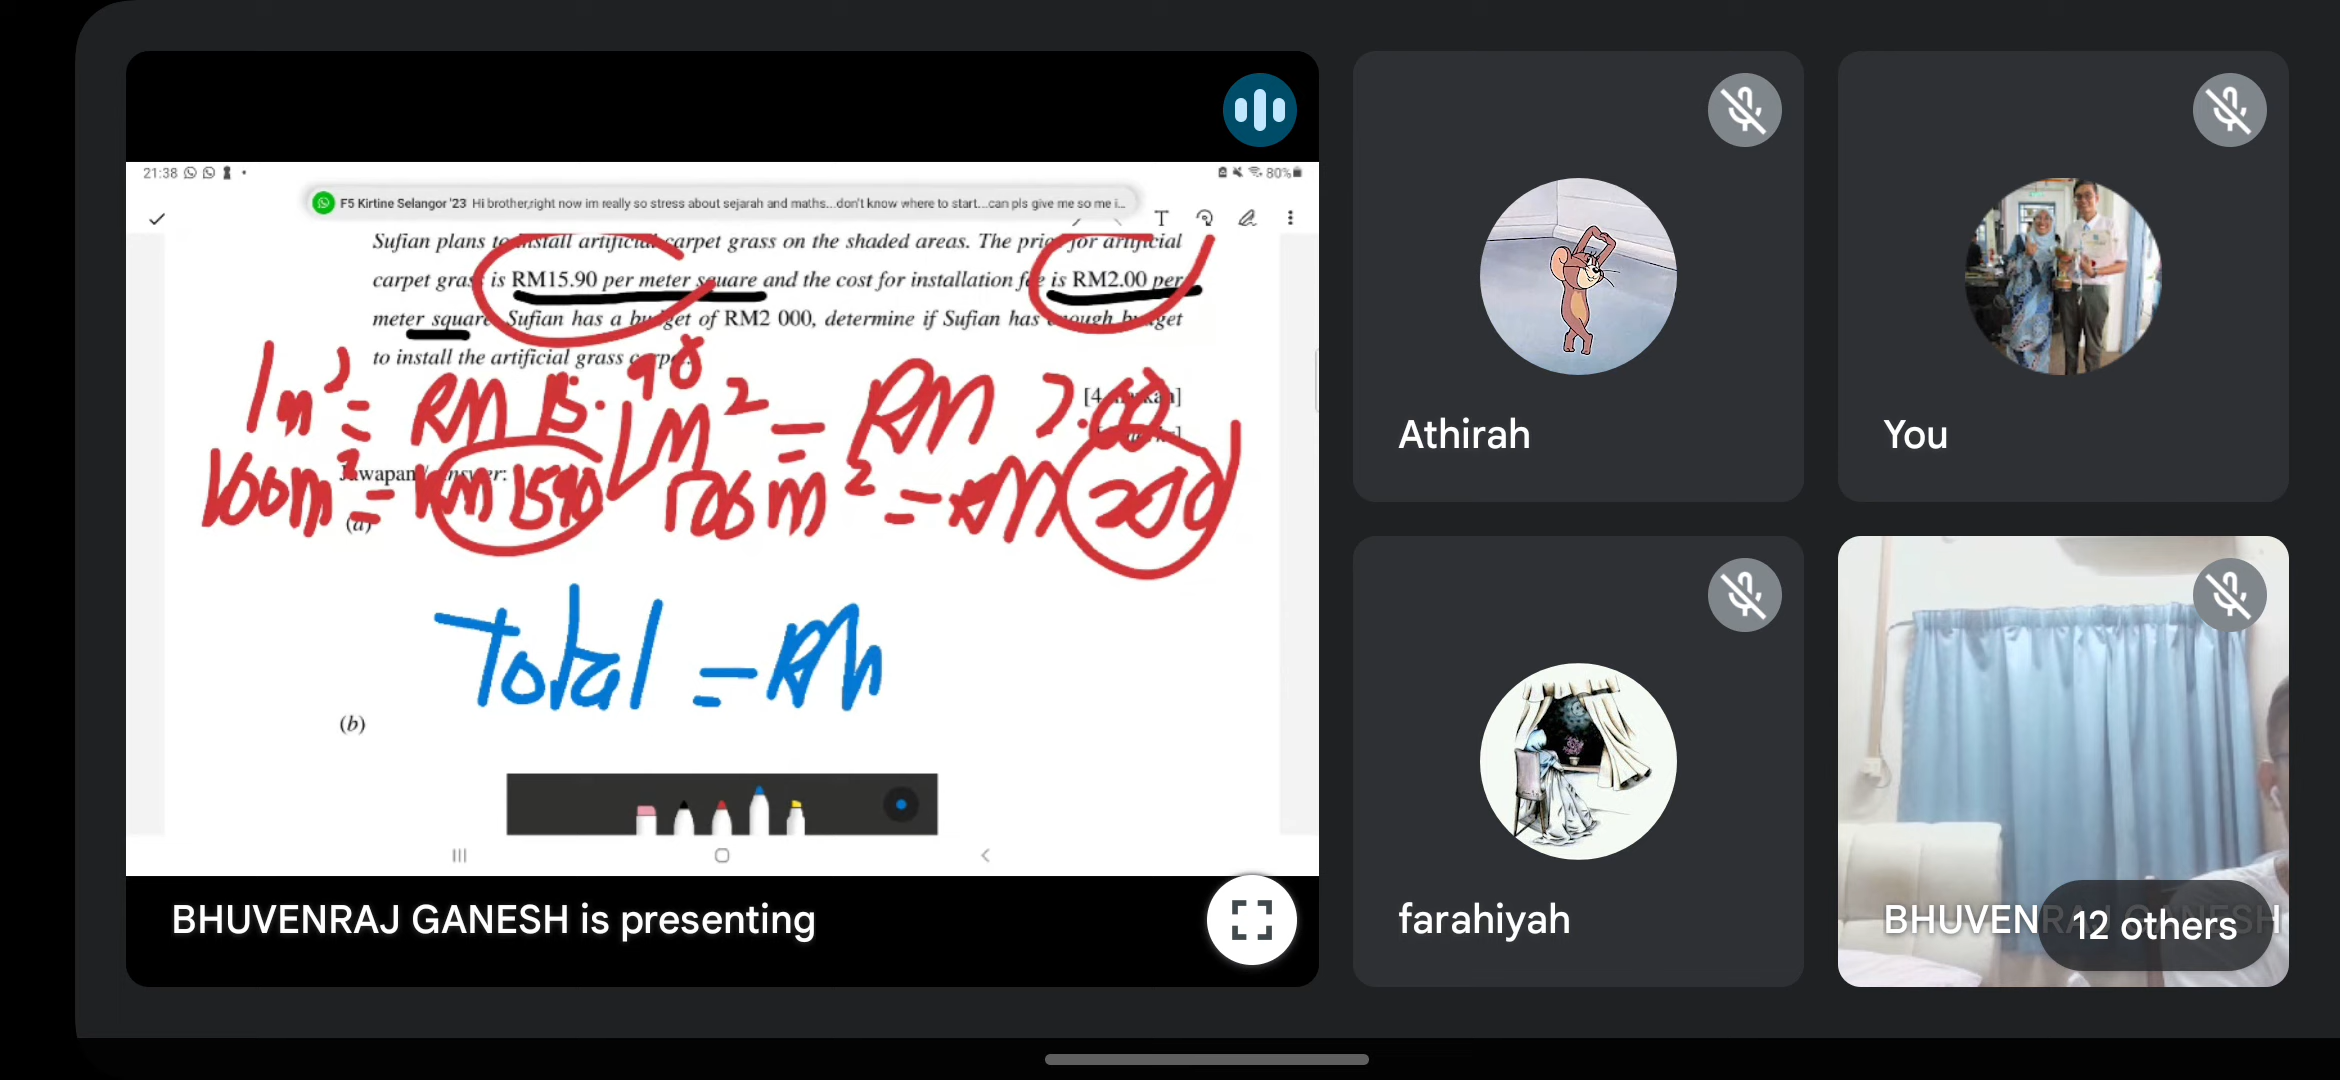 21:38
80%
F5 Kirtine Selangor '23 Hi brother,right now im really so stress about sejarah and maths...don't know where to start...can pls give me so me i...
T
Sufian plans to install artificial carpet grass on the shaded areas. The price for artificial
carpet grass is RM15.90 per meter square and the cost for installation fee is RM2.00 per
meter square. Sufian has a budget of RM2 000, determine if Sufian has enough budget
to install the artificial grass carpet.
1m² = RM 15.90
1M² = RM 2.00
[4
Jawapan / Answer:
100m² = RM 1590
100m² = RM 200
(a)
Total = RM
(b)
BHUVENRAJ GANESH is presenting
Athirah
You
farahiyah
BHUVENRAJ GANESH
12 others